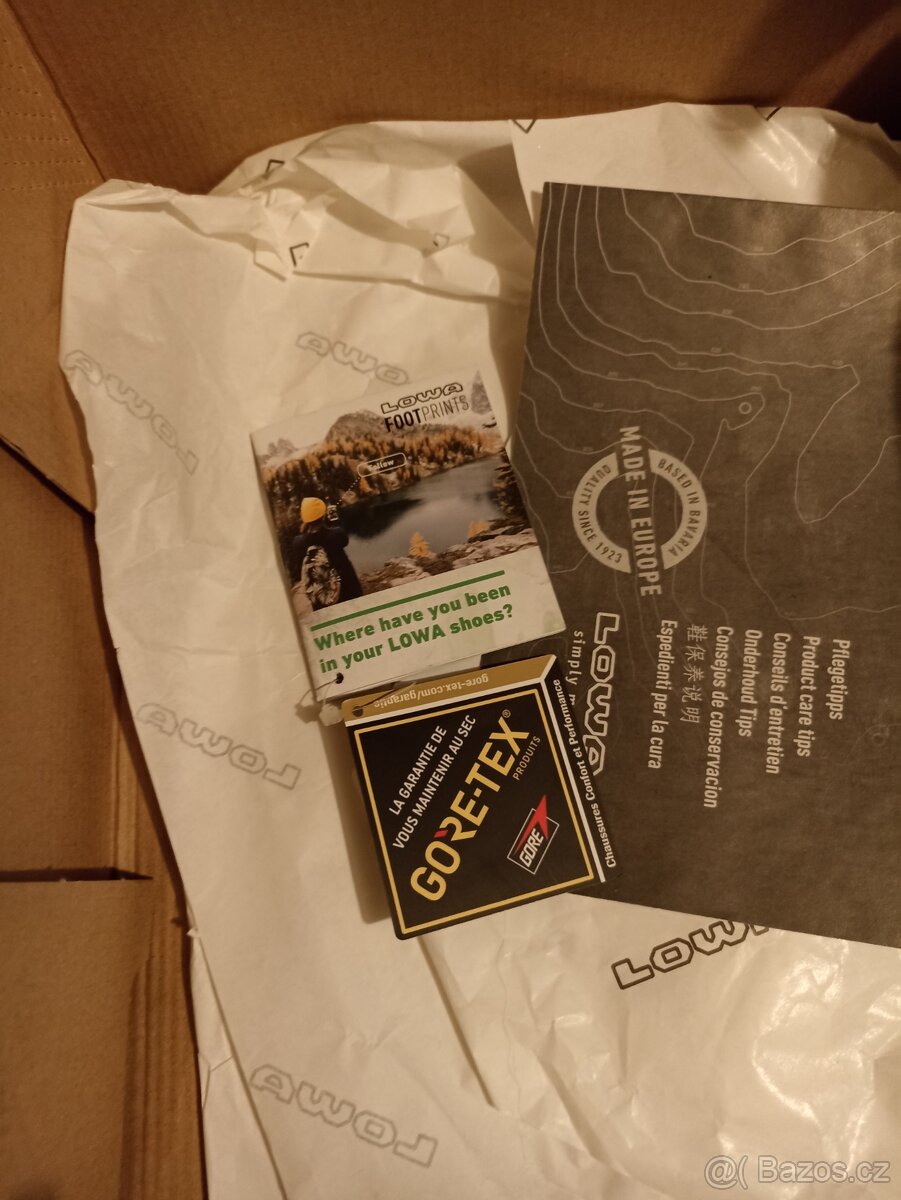 LOWA
FOOTPRINTS
Follow
Where have you been
in your LOWA shoes?
gore-tex.com/garantie
LA GARANTIE DE
VOUS MAINTENIR AU SEC
GORE-TEX®
PRODUITS
GORE
Chaussures Confort et Performance
BASED IN BAVARIA
MADE IN EUROPE
QUALITY SINCE 1923
LOWA
simply
Pflegetipps
Product care tips
Conseils d'entretien
Onderhoud Tips
Consejos de conservacion
鞋保养说明
Espedienti per la cura
LOWA
LOWA
LOWA
LOWA
LOWA
@( Bazos.cz